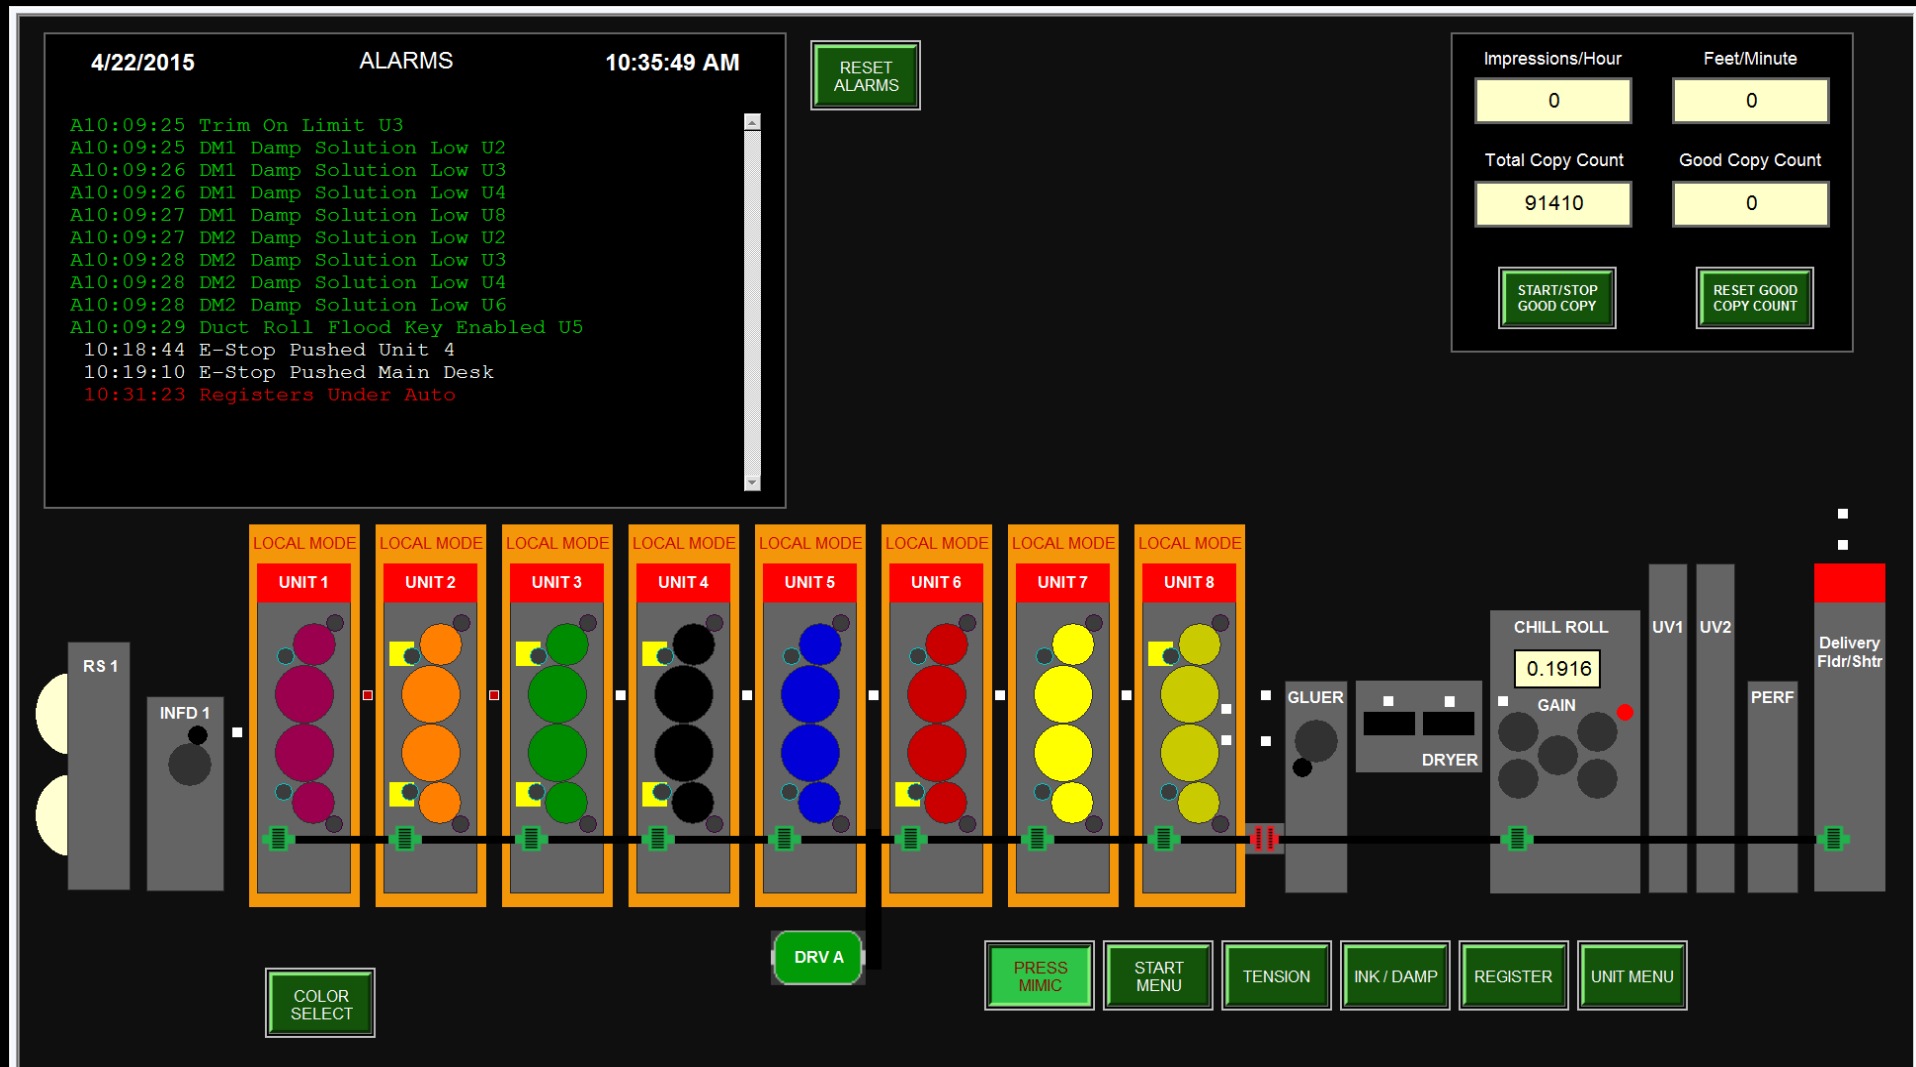 4/22/2015 ALARMS 10:35:49 AM
A10:09:25 Trim On Limit U3
A10:09:25 DM1 Damp Solution Low U2
A10:09:26 DM1 Damp Solution Low U3
A10:09:26 DM1 Damp Solution Low U4
A10:09:27 DM1 Damp Solution Low U8
A10:09:27 DM2 Damp Solution Low U2
A10:09:28 DM2 Damp Solution Low U3
A10:09:28 DM2 Damp Solution Low U4
A10:09:28 DM2 Damp Solution Low U6
A10:09:29 Duct Roll Flood Key Enabled U5
10:18:44 E-Stop Pushed Unit 4
10:19:10 E-Stop Pushed Main Desk
10:31:23 Registers Under Auto
RESET
ALARMS
Impressions/Hour Feet/Minute
0 0
Total Copy Count Good Copy Count
91410 0
START/STOP
GOOD COPY
RESET GOOD
COPY COUNT
LOCAL MODE LOCAL MODE LOCAL MODE LOCAL MODE LOCAL MODE LOCAL MODE LOCAL MODE LOCAL MODE
UNIT 1 UNIT 2 UNIT 3 UNIT 4 UNIT 5 UNIT 6 UNIT 7 UNIT 8
RS 1
INFD 1
GLUER
DRYER
CHILL ROLL
0.1916
GAIN
UV1 UV2
PERF
Delivery
Fldr/Shtr
DRV A
COLOR
SELECT
PRESS
MIMIC
START
MENU
TENSION
INK / DAMP
REGISTER
UNIT MENU